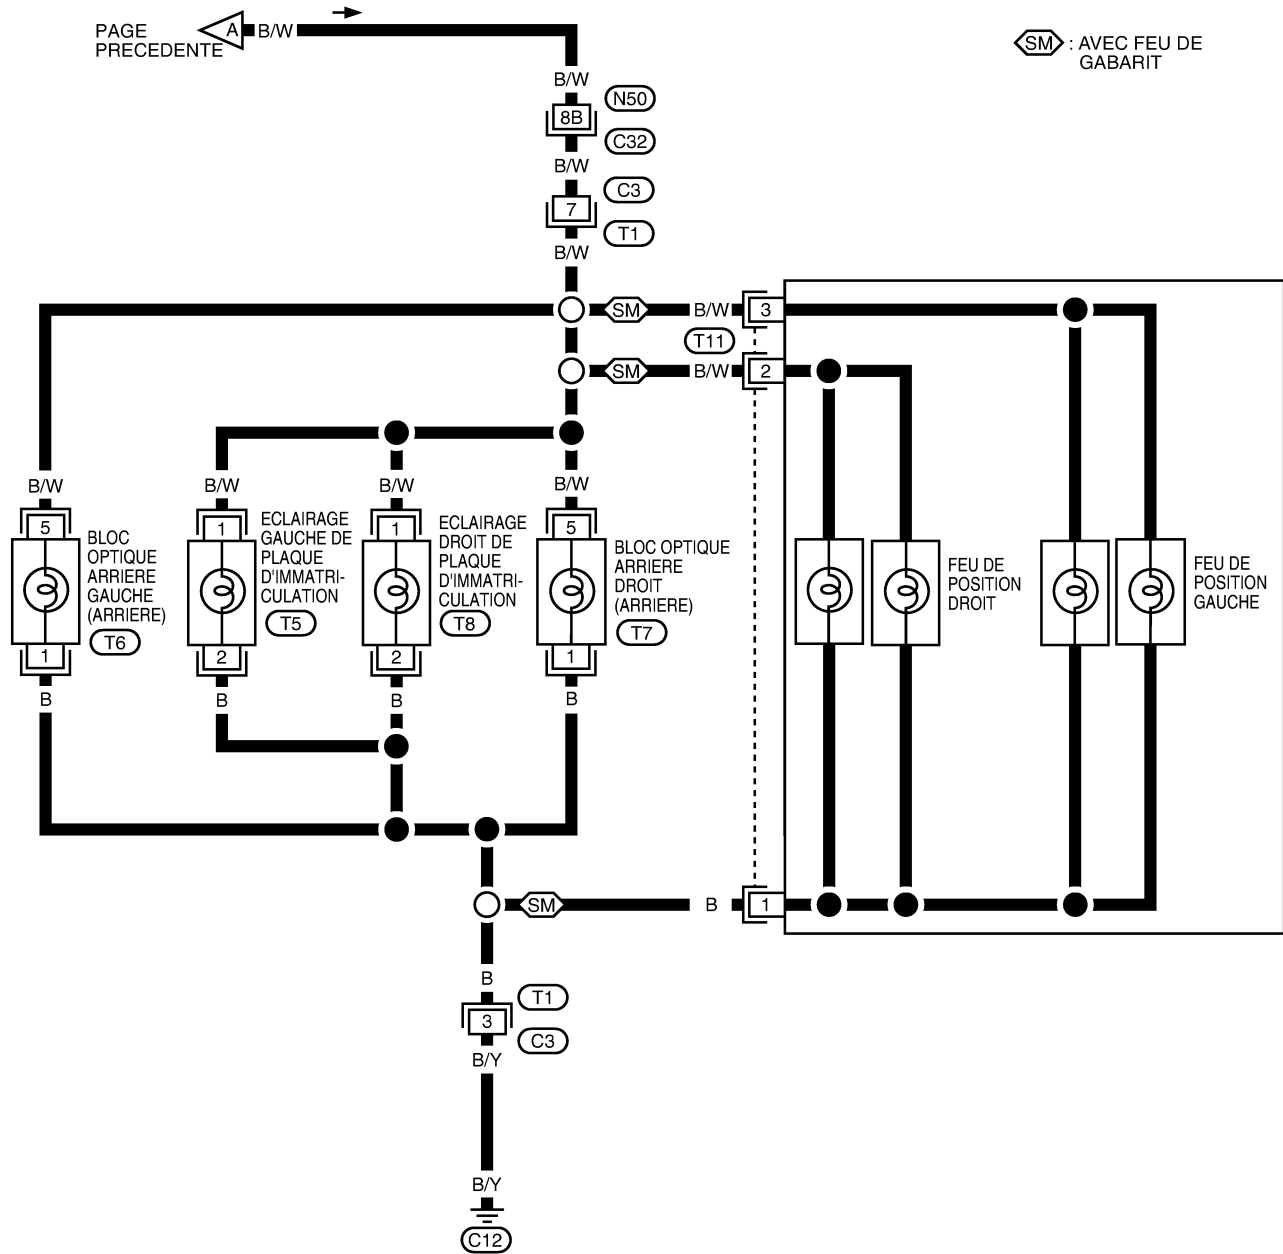 PAGE
PRECEDENTE
A
B/W
SM : AVEC FEU DE
GABARIT
B/W
N50
8B
C32
B/W
C3
7
T1
B/W
SM
B/W
3
T11
SM
B/W
2
B/W
B/W
B/W
B/W
5
1
1
5
BLOC
OPTIQUE
ARRIERE
GAUCHE
(ARRIERE)
T6
ECLAIRAGE
GAUCHE DE
PLAQUE
D'IMMATRI-
CULATION
T5
ECLAIRAGE
DROIT DE
PLAQUE
D'IMMATRI-
CULATION
T8
BLOC OPTIQUE
ARRIERE
DROIT
(ARRIERE)
T7
FEU DE
POSITION
DROIT
FEU DE
POSITION
GAUCHE
1
2
2
1
B
B
B
B
SM
B
1
B
T1
3
C3
B/Y
B/Y
C12